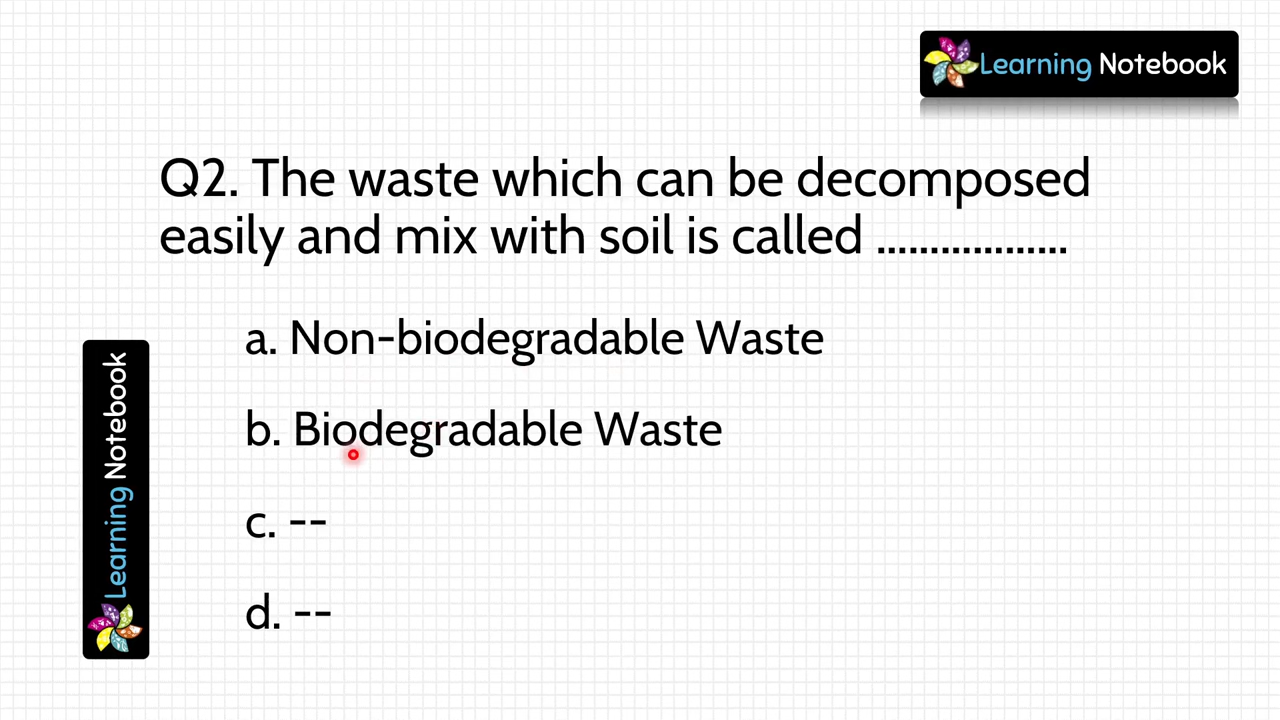 Learning Notebook
Q2. The waste which can be decomposed
easily and mix with soil is called ..................
a. Non-biodegradable Waste
b. Biodegradable Waste
c. --
d. --
Learning Notebook